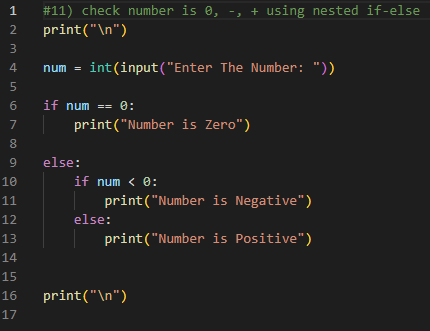 1 #11) check number is 0, -, + using nested if-else
2 print("\n")
3
4 num = int(input("Enter The Number: "))
5
6 if num == 0:
7     print("Number is Zero")
8
9 else:
10     if num < 0:
11         print("Number is Negative")
12     else:
13         print("Number is Positive")
14
15
16 print("\n")
17